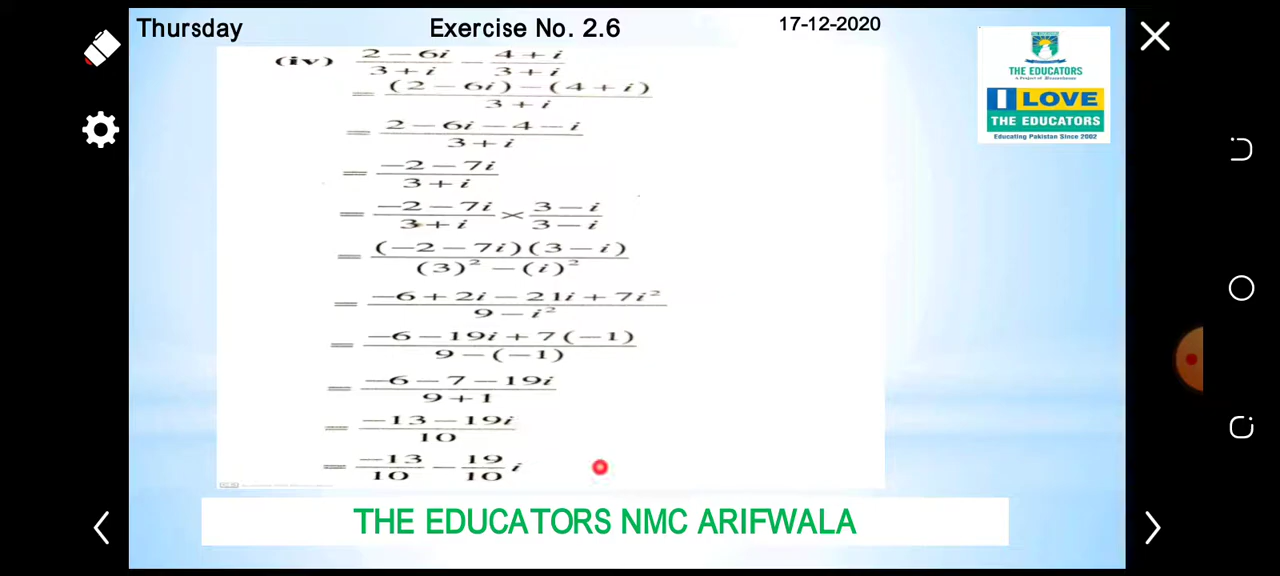 Thursday
Exercise No. 2.6
17-12-2020
THE EDUCATORS
I LOVE
THE EDUCATORS
Educating Pakistan Since 2002
(iv) (2 − 6i)/(3 + i) − (4 + i)/(3 + i)
= ((2 − 6i) − (4 + i))/(3 + i)
= (2 − 6i − 4 − i)/(3 + i)
= (−2 − 7i)/(3 + i)
= (−2 − 7i)/(3 + i) × (3 − i)/(3 − i)
= ((−2 − 7i)(3 − i))/((3)² − (i)²)
= (−6 + 2i − 21i + 7i²)/(9 − i²)
= (−6 − 19i + 7(−1))/(9 − (−1))
= (−6 − 7 − 19i)/(9 + 1)
= (−13 − 19i)/10
= −13/10 − 19/10 i
THE EDUCATORS NMC ARIFWALA